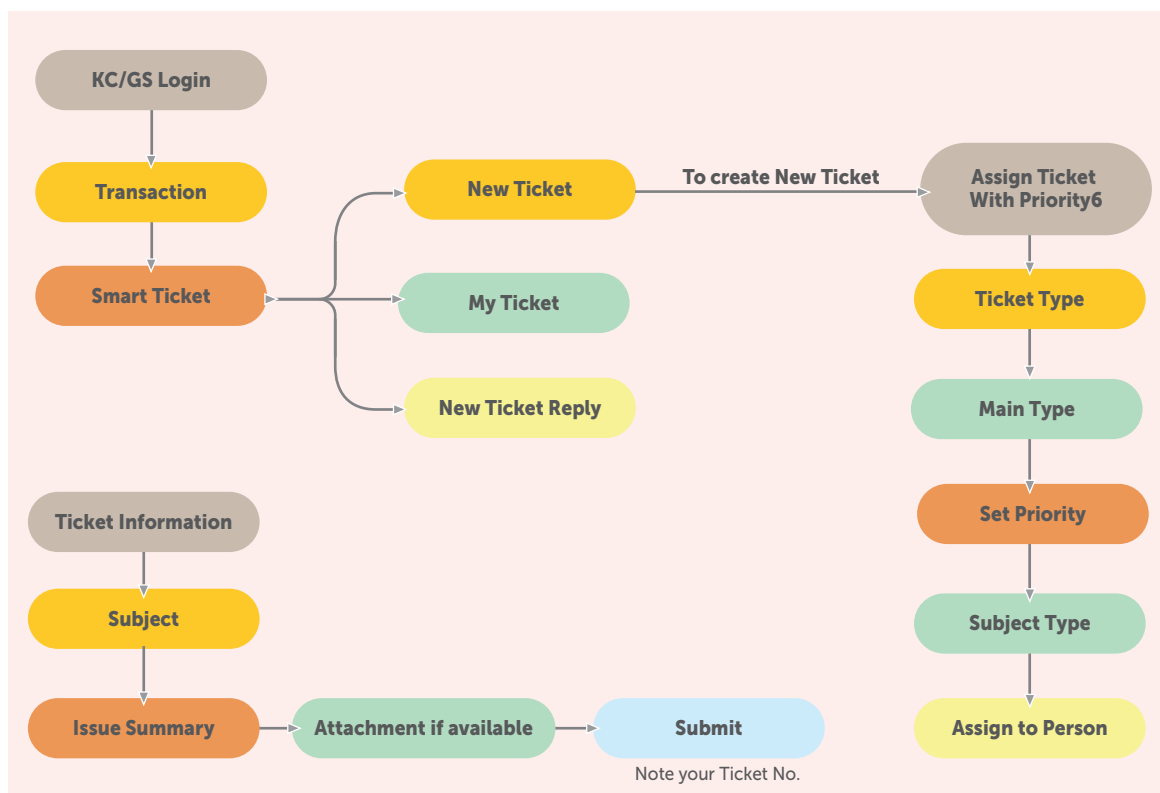 KC/GS Login
Transaction
Smart Ticket
New Ticket
My Ticket
New Ticket Reply
To create New Ticket
Assign Ticket
With Priority6
Ticket Type
Main Type
Set Priority
Subject Type
Assign to Person
Ticket Information
Subject
Issue Summary
Attachment if available
Submit
Note your Ticket No.